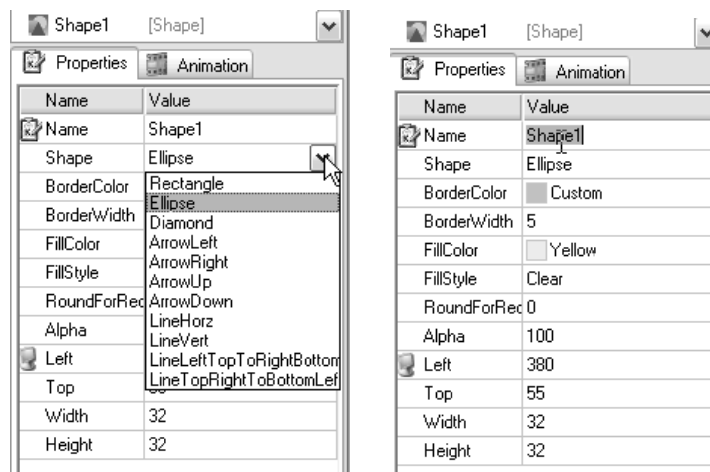 Shape1 [Shape]
Properties Animation
Name Value
Name Shape1
Shape Ellipse
BorderColor Rectangle
Ellipse
BorderWidth Diamond
FillColor ArrowLeft
FillStyle ArrowRight
ArrowUp
RoundForRec ArrowDown
Alpha LineHorz
LineVert
Left LineLeftTopToRightBottom
Top LineTopRightToBottomLef
Width 32
Height 32
Shape1 [Shape]
Properties Animation
Name Value
Name Shape1
Shape Ellipse
BorderColor Custom
BorderWidth 5
FillColor Yellow
FillStyle Clear
RoundForRec 0
Alpha 100
Left 380
Top 55
Width 32
Height 32